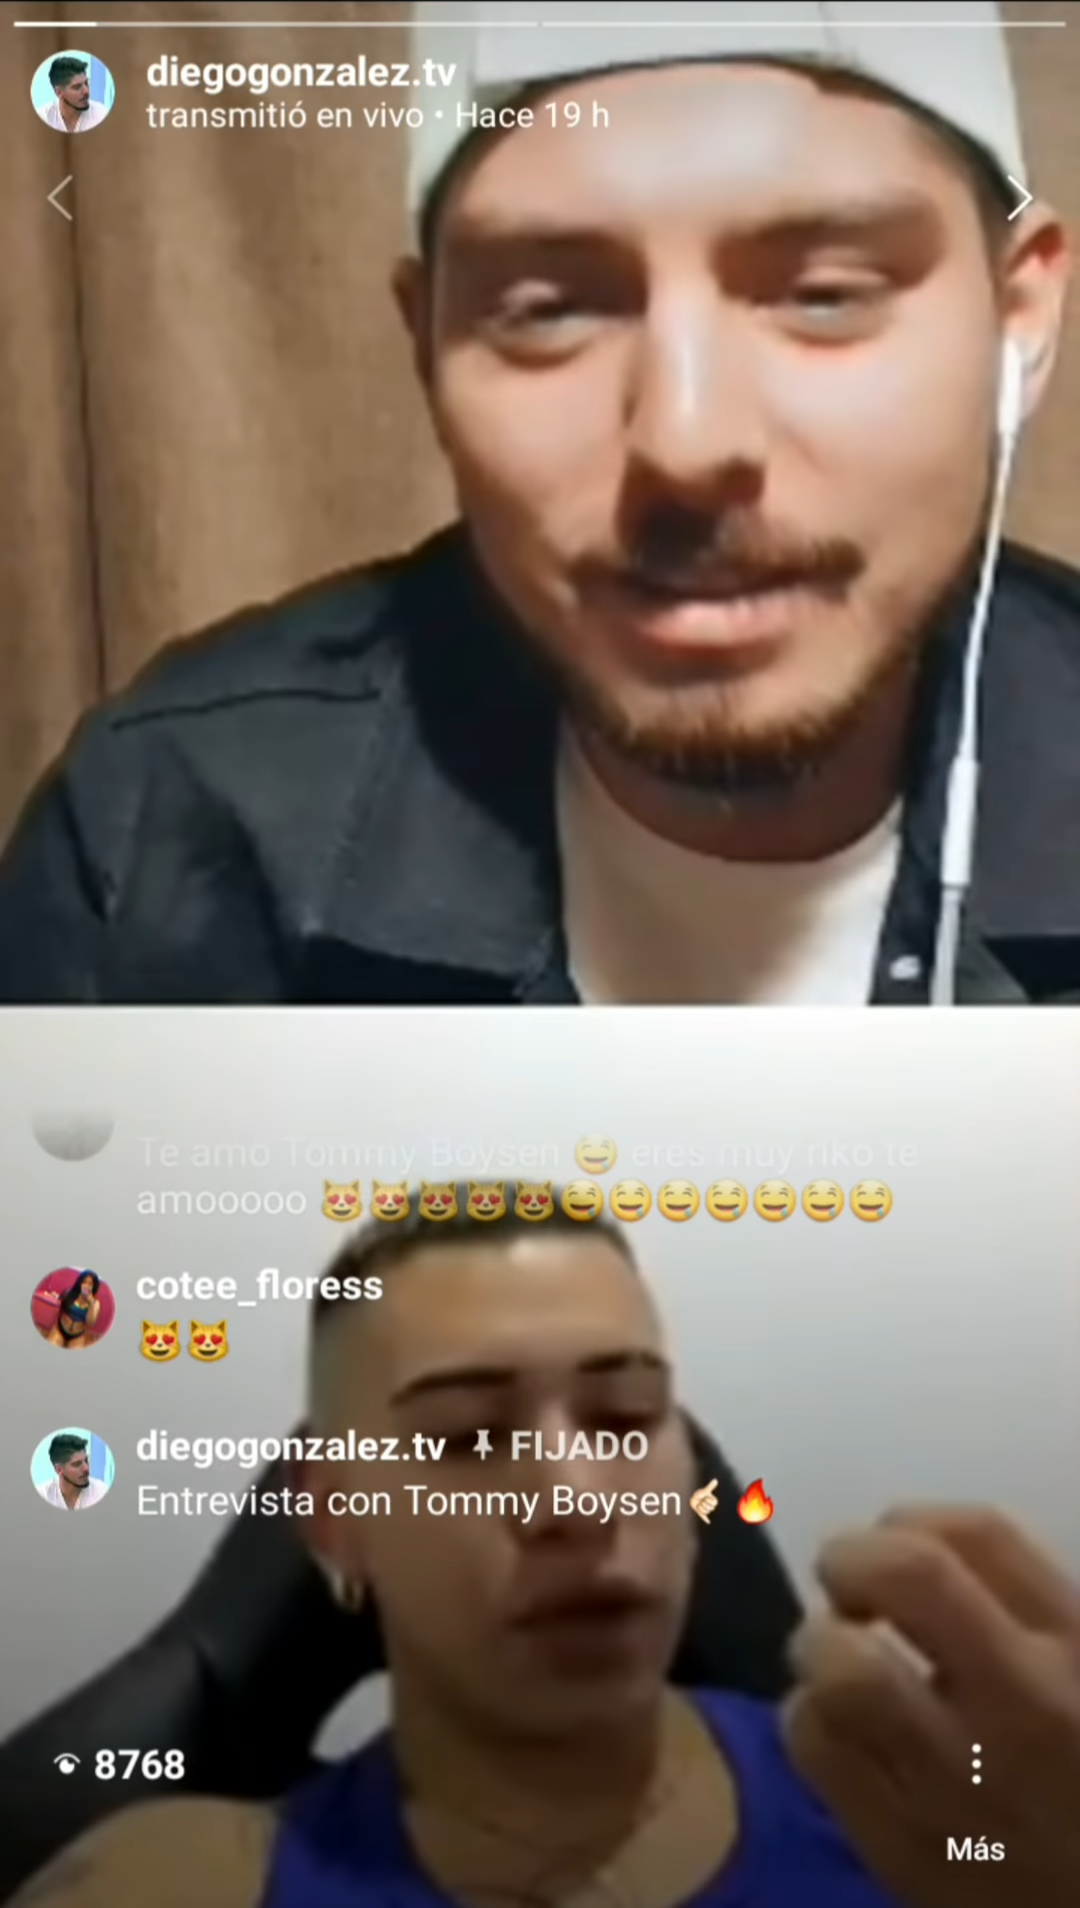 diegogonzalez.tv
transmitió en vivo • Hace 19 h
Te amo Tommy Boysen 🤤 eres muy riko te
amooooo 😻😻😻😻😻🤤🤤🤤🤤🤤🤤🤤
cotee_floress
😻😻
diegogonzalez.tv 📌 FIJADO
Entrevista con Tommy Boysen🤙🏻🔥
8768
Más